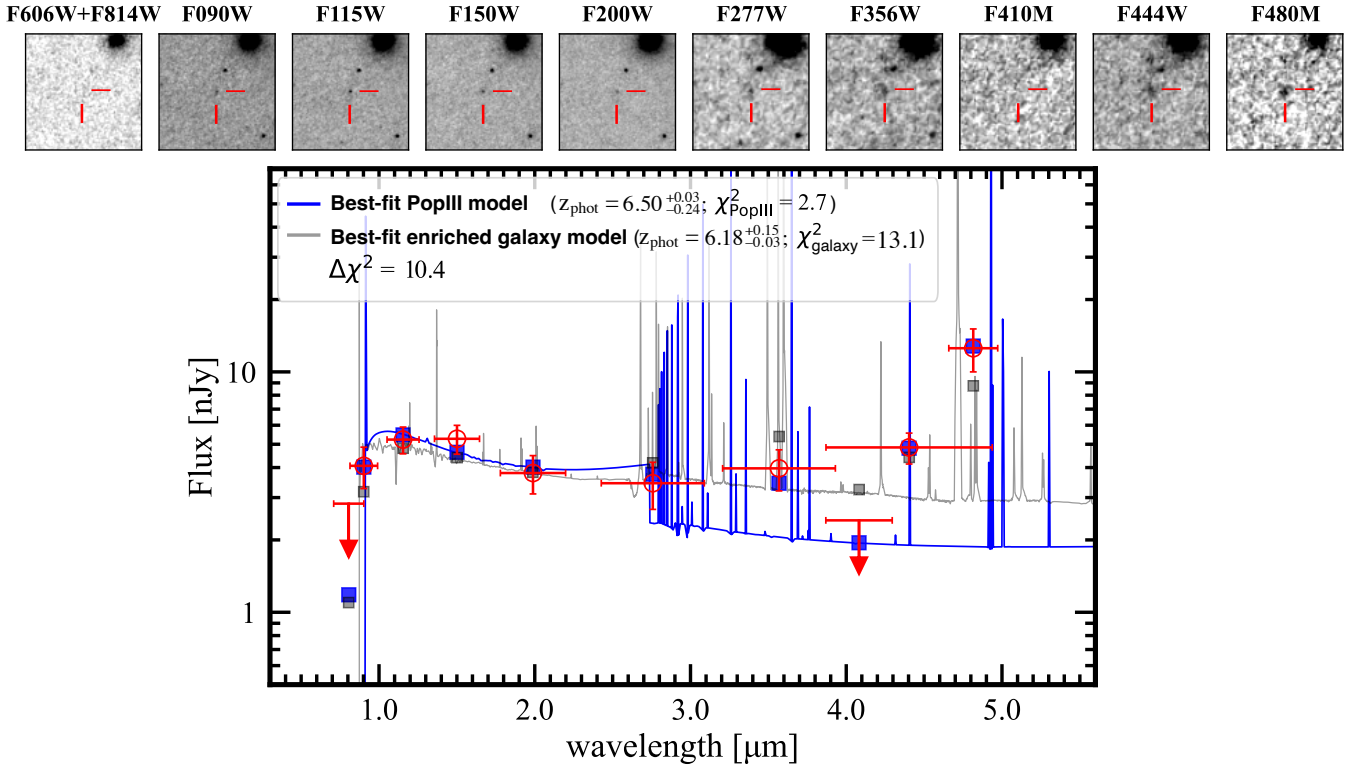 F606W+F814W F090W F115W F150W F200W F277W F356W F410M F444W F480M
Best-fit PopIII model (z_phot = 6.50 +0.03 −0.24; χ²_PopIII = 2.7)
Best-fit enriched galaxy model (z_phot = 6.18 +0.15 −0.03; χ²_galaxy = 13.1)
Δχ² = 10.4
Flux [nJy]
10
1
1.0 2.0 3.0 4.0 5.0
wavelength [μm]